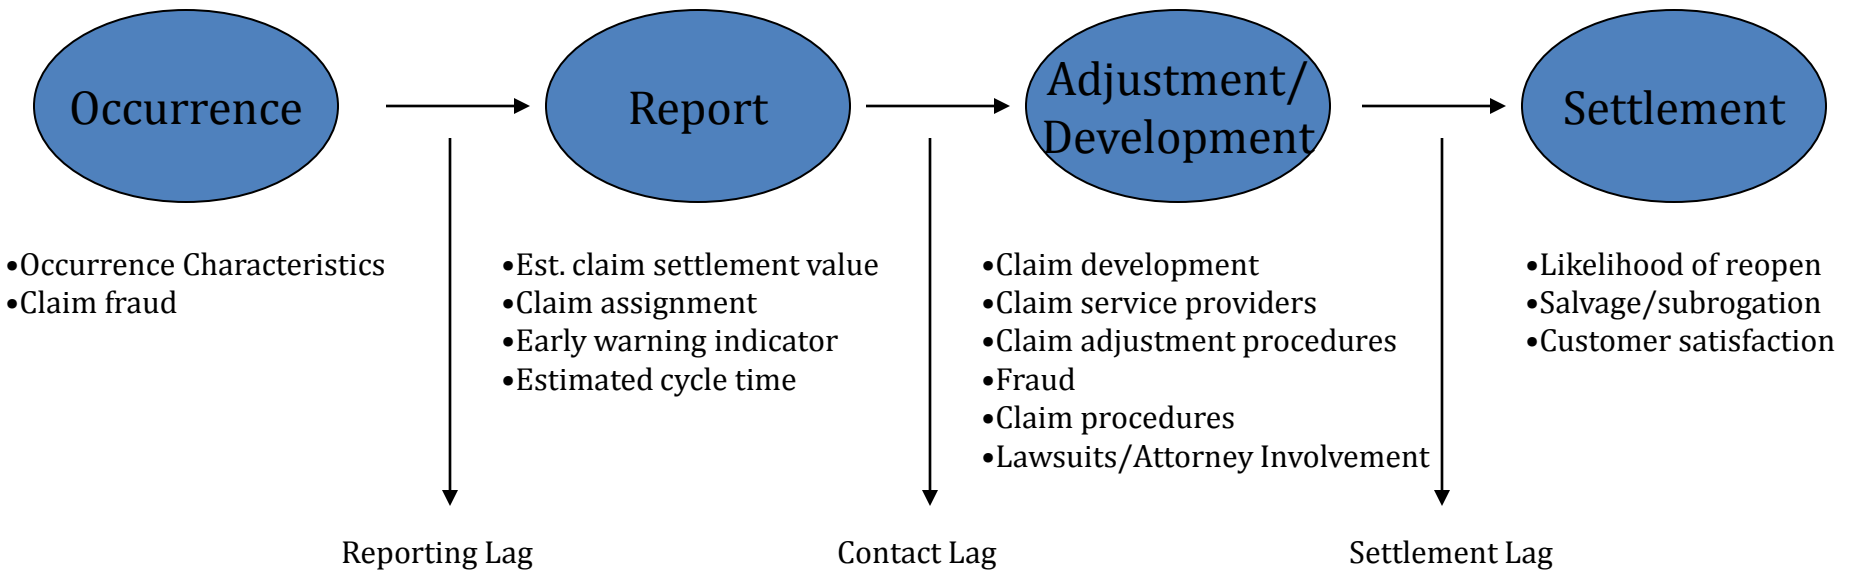 Occurrence
Report
Adjustment/
Development
Settlement
•Occurrence Characteristics
•Claim fraud
•Est. claim settlement value
•Claim assignment
•Early warning indicator
•Estimated cycle time
•Claim development
•Claim service providers
•Claim adjustment procedures
•Fraud
•Claim procedures
•Lawsuits/Attorney Involvement
•Likelihood of reopen
•Salvage/subrogation
•Customer satisfaction
Reporting Lag
Contact Lag
Settlement Lag